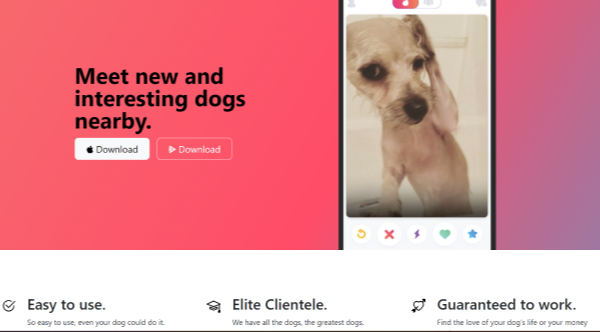 Meet new and
interesting dogs
nearby.
Download Download
Easy to use.
So easy to use, even your dog could do it.
Elite Clientele.
We have all the dogs, the greatest dogs.
Guaranteed to work.
Find the love of your dog's life or your money